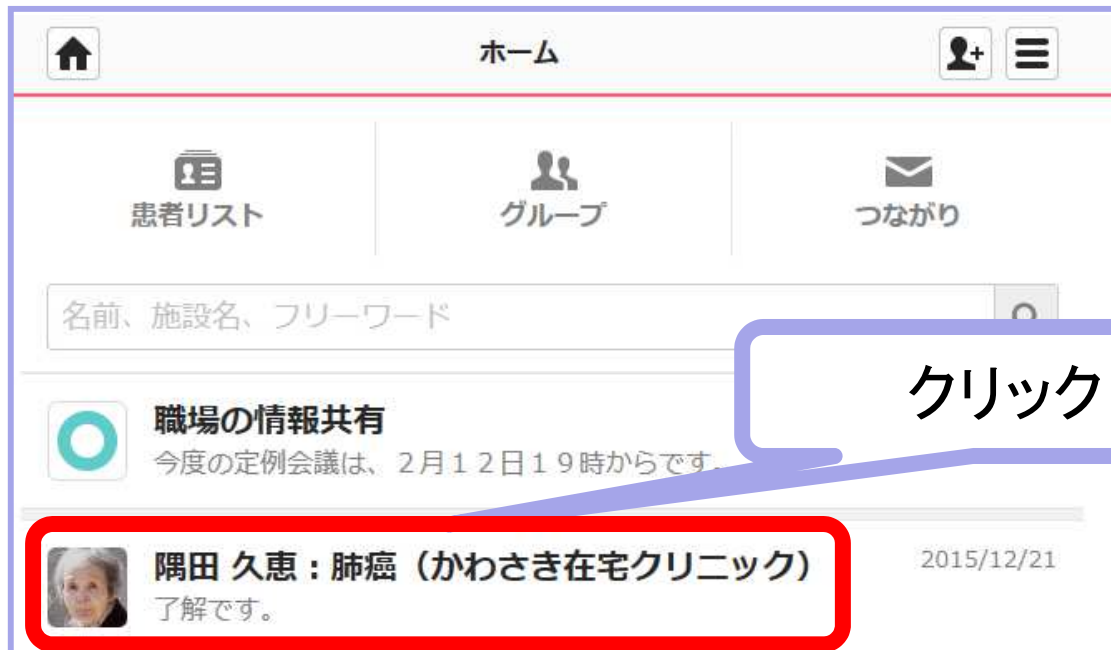 ホーム
患者リスト
グループ
つながり
名前、施設名、フリーワード
クリック
職場の情報共有
今度の定例会議は、２月１２日１９時からです。
隅田 久恵：肺癌（かわさき在宅クリニック）
2015/12/21
了解です。